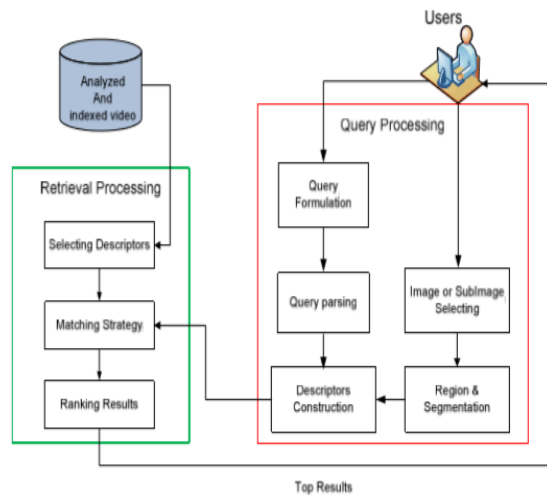 Users
Analyzed
And
indexed video
Query Processing
Retrieval Processing
Query
Formulation
Selecting Descriptors
Query parsing
Image or SubImage
Selecting
Matching Strategy
Descriptors
Construction
Region &
Segmentation
Ranking Results
Top Results